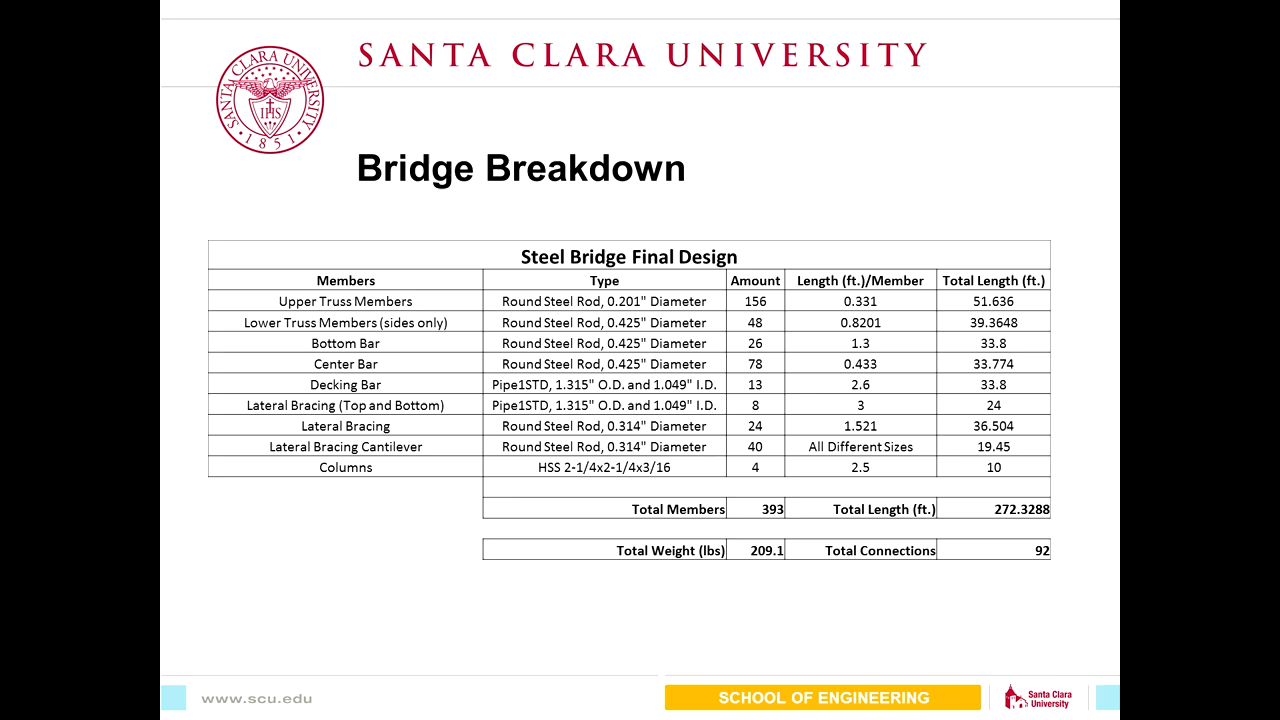 SANTA CLARA UNIVERSITY
SANTA CLARA UNIVERSITY
IHS
• 1851 •
Bridge Breakdown
Steel Bridge Final Design
Members Type Amount Length (ft.)/Member Total Length (ft.)
Upper Truss Members Round Steel Rod, 0.201" Diameter 156 0.331 51.636
Lower Truss Members (sides only) Round Steel Rod, 0.425" Diameter 48 0.8201 39.3648
Bottom Bar Round Steel Rod, 0.425" Diameter 26 1.3 33.8
Center Bar Round Steel Rod, 0.425" Diameter 78 0.433 33.774
Decking Bar Pipe1STD, 1.315" O.D. and 1.049" I.D. 13 2.6 33.8
Lateral Bracing (Top and Bottom) Pipe1STD, 1.315" O.D. and 1.049" I.D. 8 3 24
Lateral Bracing Round Steel Rod, 0.314" Diameter 24 1.521 36.504
Lateral Bracing Cantilever Round Steel Rod, 0.314" Diameter 40 All Different Sizes 19.45
Columns HSS 2-1/4x2-1/4x3/16 4 2.5 10
Total Members 393 Total Length (ft.) 272.3288
Total Weight (lbs) 209.1 Total Connections 92
www.scu.edu
SCHOOL OF ENGINEERING
Santa Clara
University